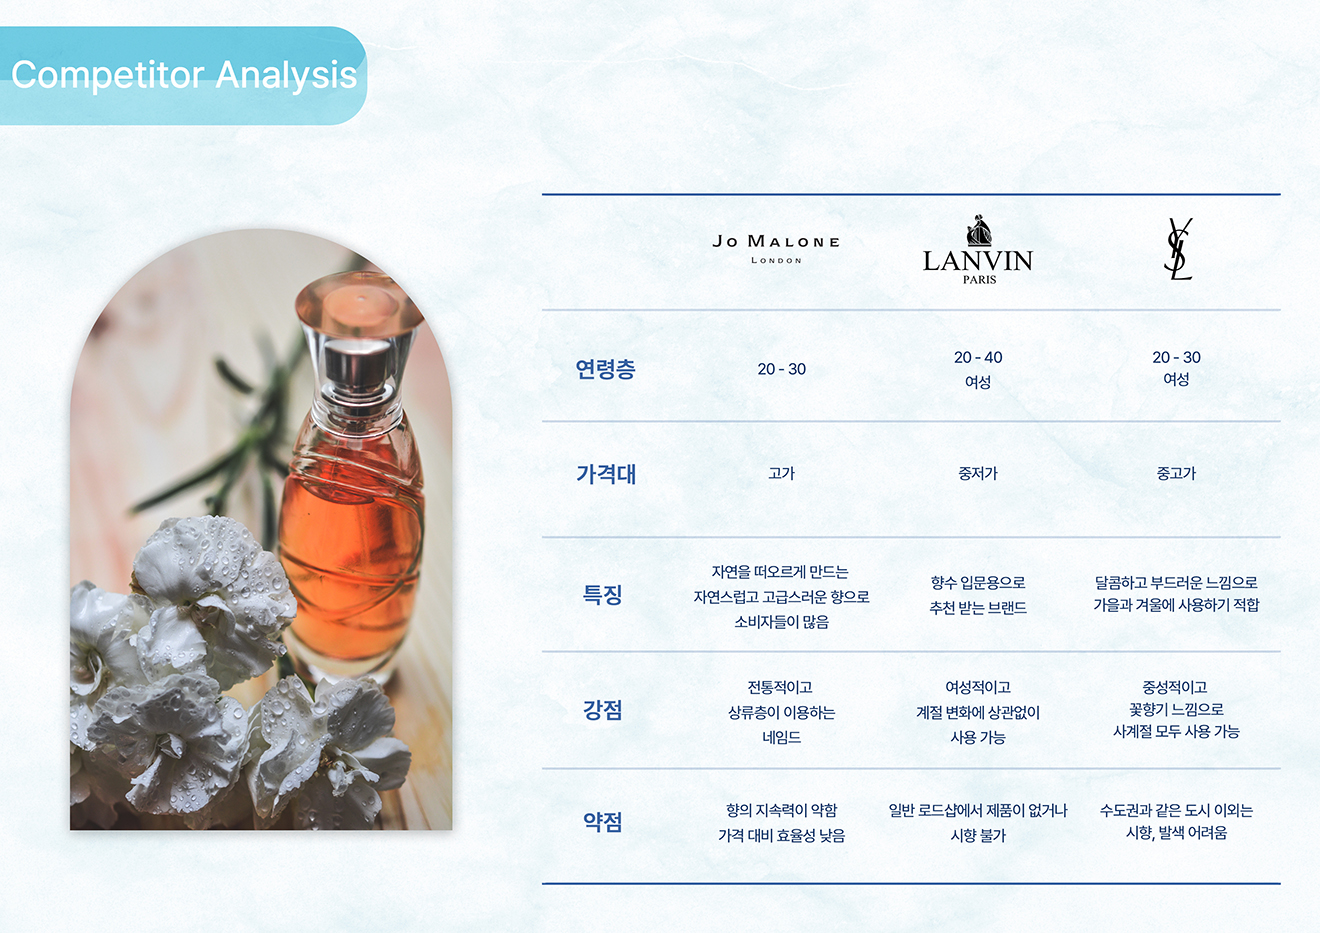 Competitor Analysis
JO MALONE
LONDON
LANVIN
PARIS
YSL
연령층
20 - 30
20 - 40
여성
20 - 30
여성
가격대
고가
중저가
중고가
특징
자연을 떠오르게 만드는
자연스럽고 고급스러운 향으로
소비자들이 많음
향수 입문용으로
추천 받는 브랜드
달콤하고 부드러운 느낌으로
가을과 겨울에 사용하기 적합
강점
전통적이고
상류층이 이용하는
네임드
여성적이고
계절 변화에 상관없이
사용 가능
중성적이고
꽃향기 느낌으로
사계절 모두 사용 가능
약점
향의 지속력이 약함
가격 대비 효율성 낮음
일반 로드샵에서 제품이 없거나
시향 불가
수도권과 같은 도시 이외는
시향, 발색 어려움